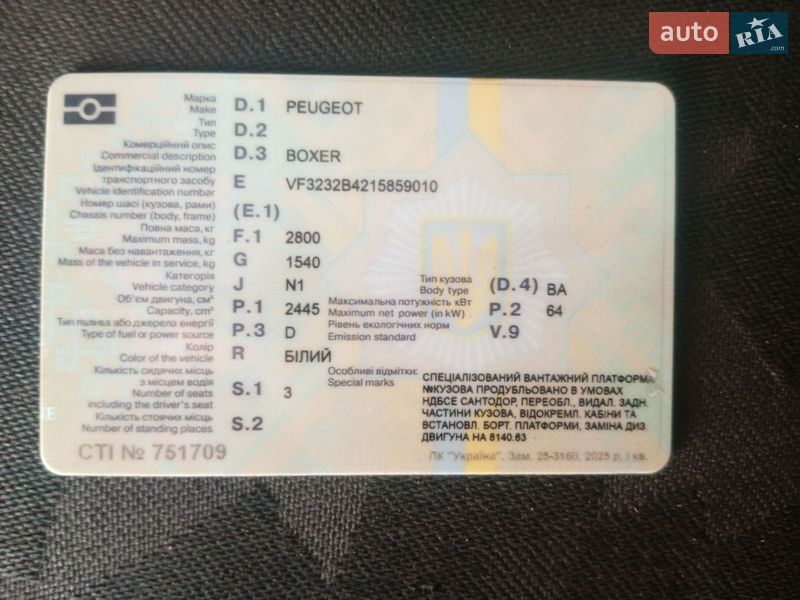 auto RIA.com
Марка
Make D.1 PEUGEOT
Тип
Type D.2
Комерційний опис
Commercial description D.3 BOXER
Ідентифікаційний номер
транспортного засобу
Vehicle identification number E VF3232B4215859010
Номер шасі (кузова, рами)
Chassis number (body, frame) (E.1)
Повна маса, кг
Maximum mass, kg F.1 2800
Маса без навантаження, кг
Mass of the vehicle in service, kg G 1540
Категорія
Vehicle category J N1
Тип кузова
Body type (D.4) BA
Об'єм двигуна, см³
Capacity, cm³ P.1 2445
Максимальна потужність кВт
Maximum net power (in kW) P.2 64
Тип палива або джерела енергії
Type of fuel or power source P.3 D
Рівень екологічних норм
Emission standard V.9
Колір
Color of the vehicle R БІЛИЙ
Кількість сидячих місць
з місцем водія
Number of seats
including the driver's seat S.1 3
Кількість стоячих місць
Number of standing places S.2
Особливі відмітки:
Special marks
СПЕЦІАЛІЗОВАНИЙ ВАНТАЖНИЙ ПЛАТФОРМА
№КУЗОВА ПРОДУБЛЬОВАНО В УМОВАХ
НДБСЕ САНТОДОР, ПЕРЕОБЛ., ВИДАЛ. ЗАДН.
ЧАСТИНИ КУЗОВА, ВІДОКРЕМЛ. КАБІНИ ТА
ВСТАНОВЛ. БОРТ. ПЛАТФОРМИ, ЗАМІНА ДИЗ.
ДВИГУНА НА 8140.63
СТІ № 751709
ПК "Україна". Зам. 25-3160. 2025 р. I кв.